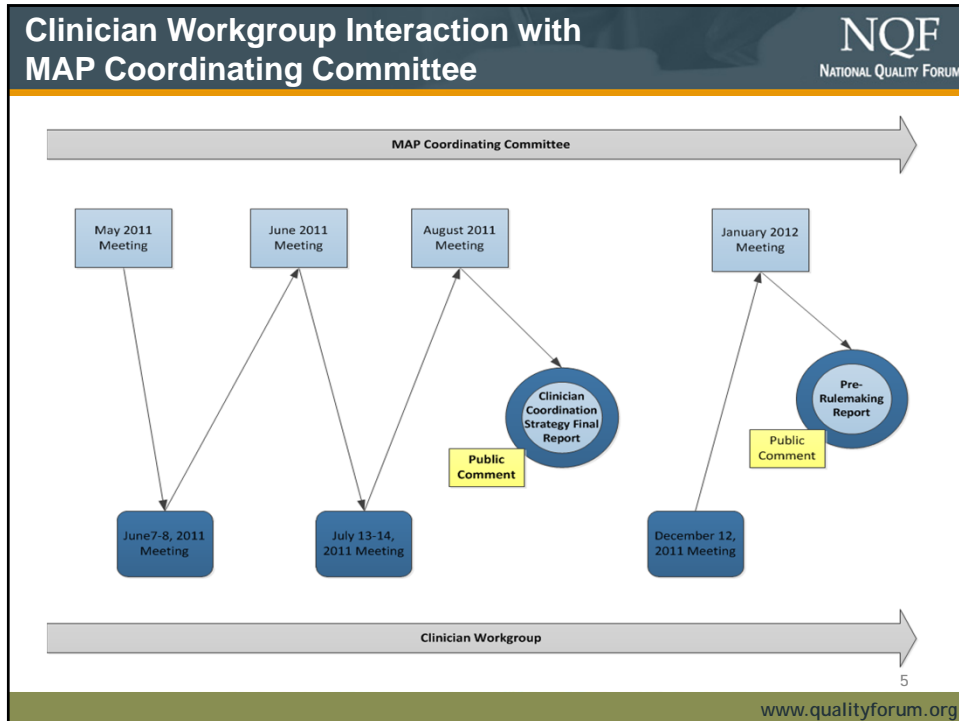 Clinician Workgroup Interaction with
MAP Coordinating Committee
NQF
NATIONAL QUALITY FORUM
MAP Coordinating Committee
May 2011
Meeting
June 2011
Meeting
August 2011
Meeting
January 2012
Meeting
Clinician
Coordination
Strategy Final
Report
Public
Comment
Pre-
Rulemaking
Report
Public
Comment
June7-8, 2011
Meeting
July 13-14,
2011 Meeting
December 12,
2011 Meeting
Clinician Workgroup
5
www.qualityforum.org